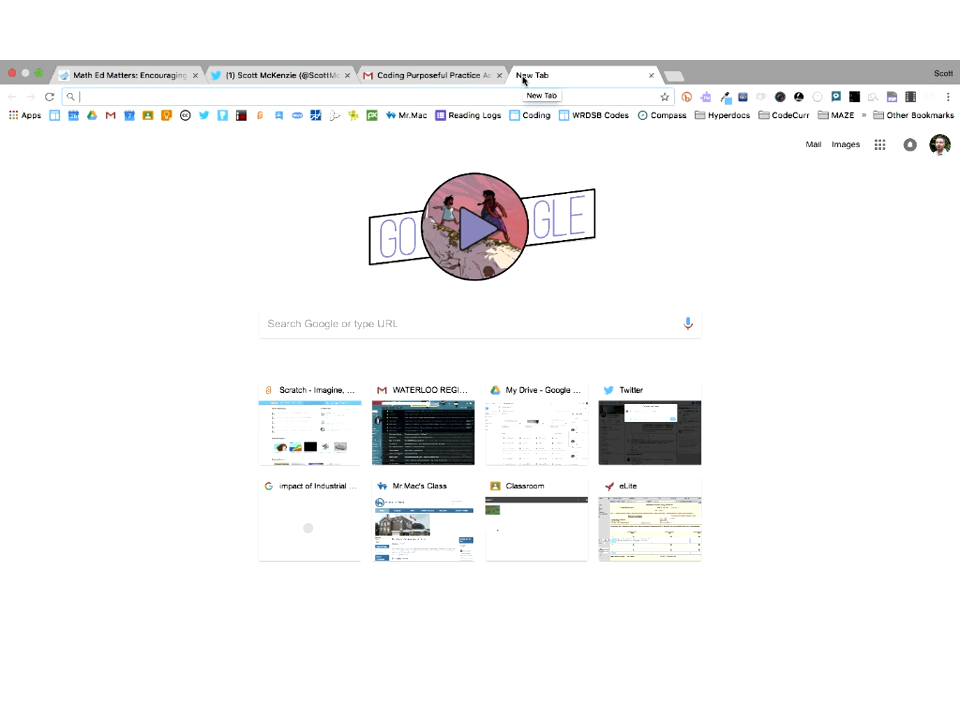 Math Ed Matters: Encouraging
(1) Scott McKenzie (@ScottMc
Coding Purposeful Practice Ac
New Tab
Scott
New Tab
Apps
Mr.Mac
Reading Logs
Coding
WRDSB Codes
Compass
Hyperdocs
CodeCurr
MAZE
»
Other Bookmarks
Mail
Images
GO GLE
Search Google or type URL
Scratch - Imagine, ...
WATERLOO REGI...
My Drive - Google ...
Twitter
impact of Industrial ...
Mr.Mac's Class
Classroom
eLite